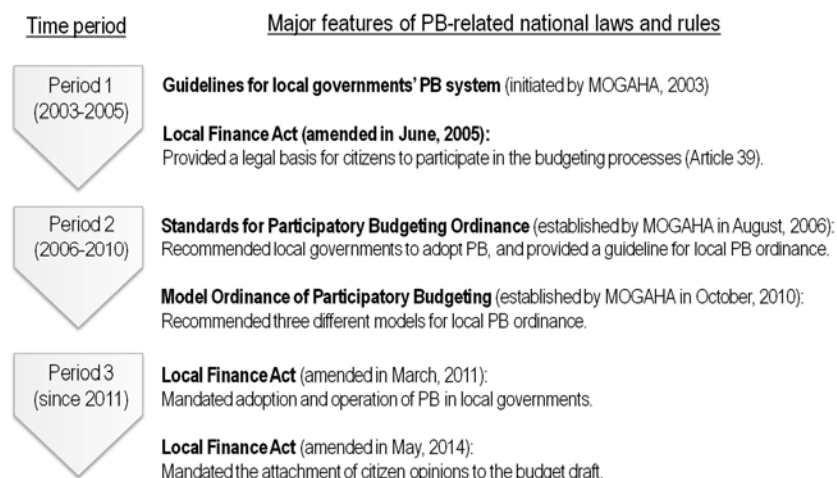 Time period
Major features of PB-related national laws and rules
Period 1
(2003-2005)
Guidelines for local governments' PB system (initiated by MOGAHA, 2003)
Local Finance Act (amended in June, 2005):
Provided a legal basis for citizens to participate in the budgeting processes (Article 39).
Period 2
(2006-2010)
Standards for Participatory Budgeting Ordinance (established by MOGAHA in August, 2006):
Recommended local governments to adopt PB, and provided a guideline for local PB ordinance.
Model Ordinance of Participatory Budgeting (established by MOGAHA in October, 2010):
Recommended three different models for local PB ordinance.
Period 3
(since 2011)
Local Finance Act (amended in March, 2011):
Mandated adoption and operation of PB in local governments.
Local Finance Act (amended in May, 2014):
Mandated the attachment of citizen opinions to the budget draft.